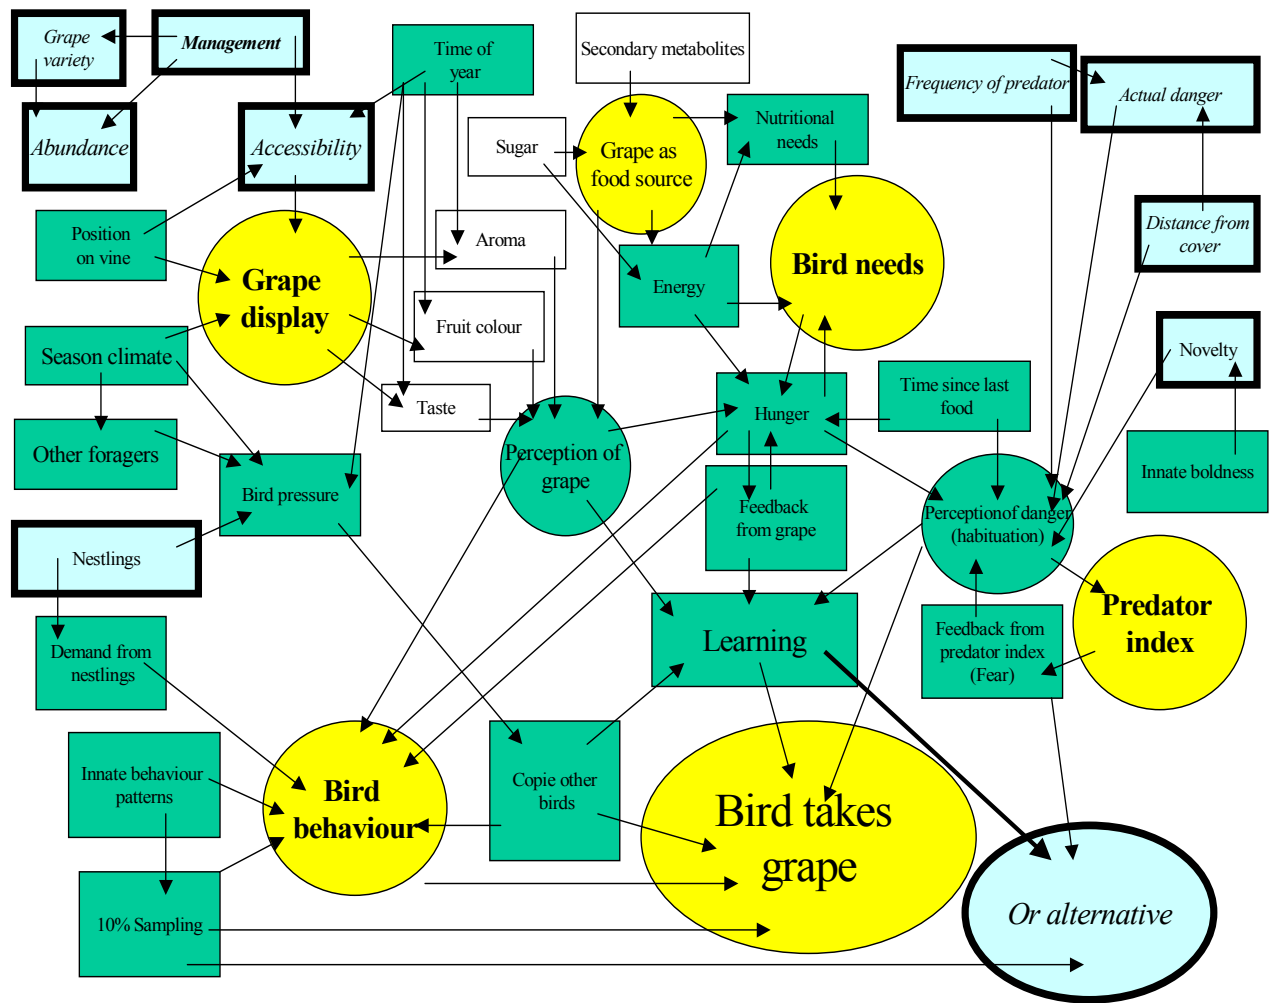 Grape
variety
Management
Time of
year
Secondary metabolites
Frequency of predator
Actual danger
Abundance
Accessibility
Sugar
Grape as
food source
Nutritional
needs
Position
on vine
Aroma
Distance from
cover
Grape
display
Energy
Bird needs
Fruit colour
Season climate
Novelty
Taste
Hunger
Time since last
food
Other foragers
Perception of
grape
Innate boldness
Bird pressure
Feedback
from grape
Perceptionof danger
(habituation)
Nestlings
Predator
index
Demand from
nestlings
Learning
Feedback from
predator index
(Fear)
Innate behaviour
patterns
Bird
behaviour
Copie other
birds
Bird takes
grape
10% Sampling
Or alternative